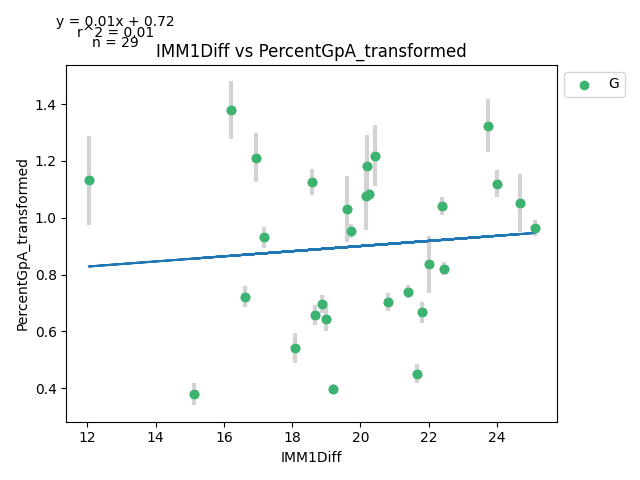 y = 0.01x + 0.72
r^2 = 0.01
n = 29
IMM1Diff vs PercentGpA_transformed
G
PercentGpA_transformed
1.4
1.2
1.0
0.8
0.6
0.4
12 14 16 18 20 22 24
IMM1Diff